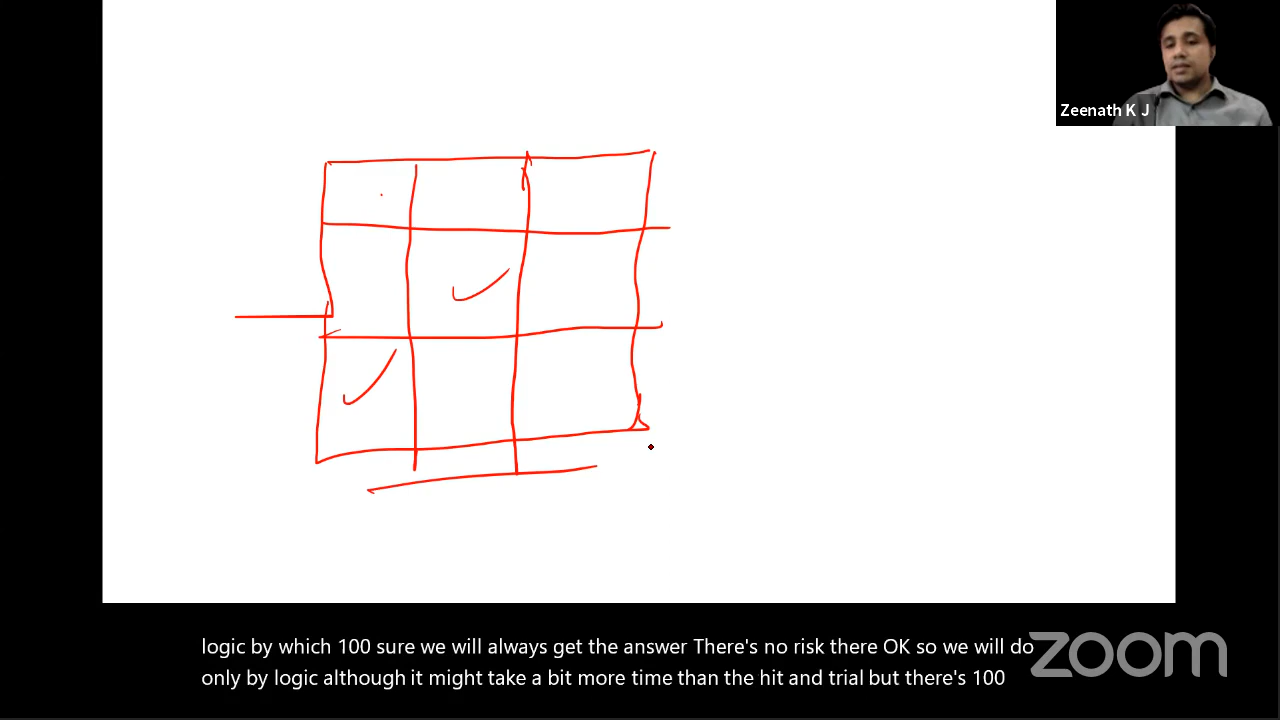 Zeenath K J
logic by which 100 sure we will always get the answer There's no risk there OK so we will do
only by logic although it might take a bit more time than the hit and trial but there's 100
zoom